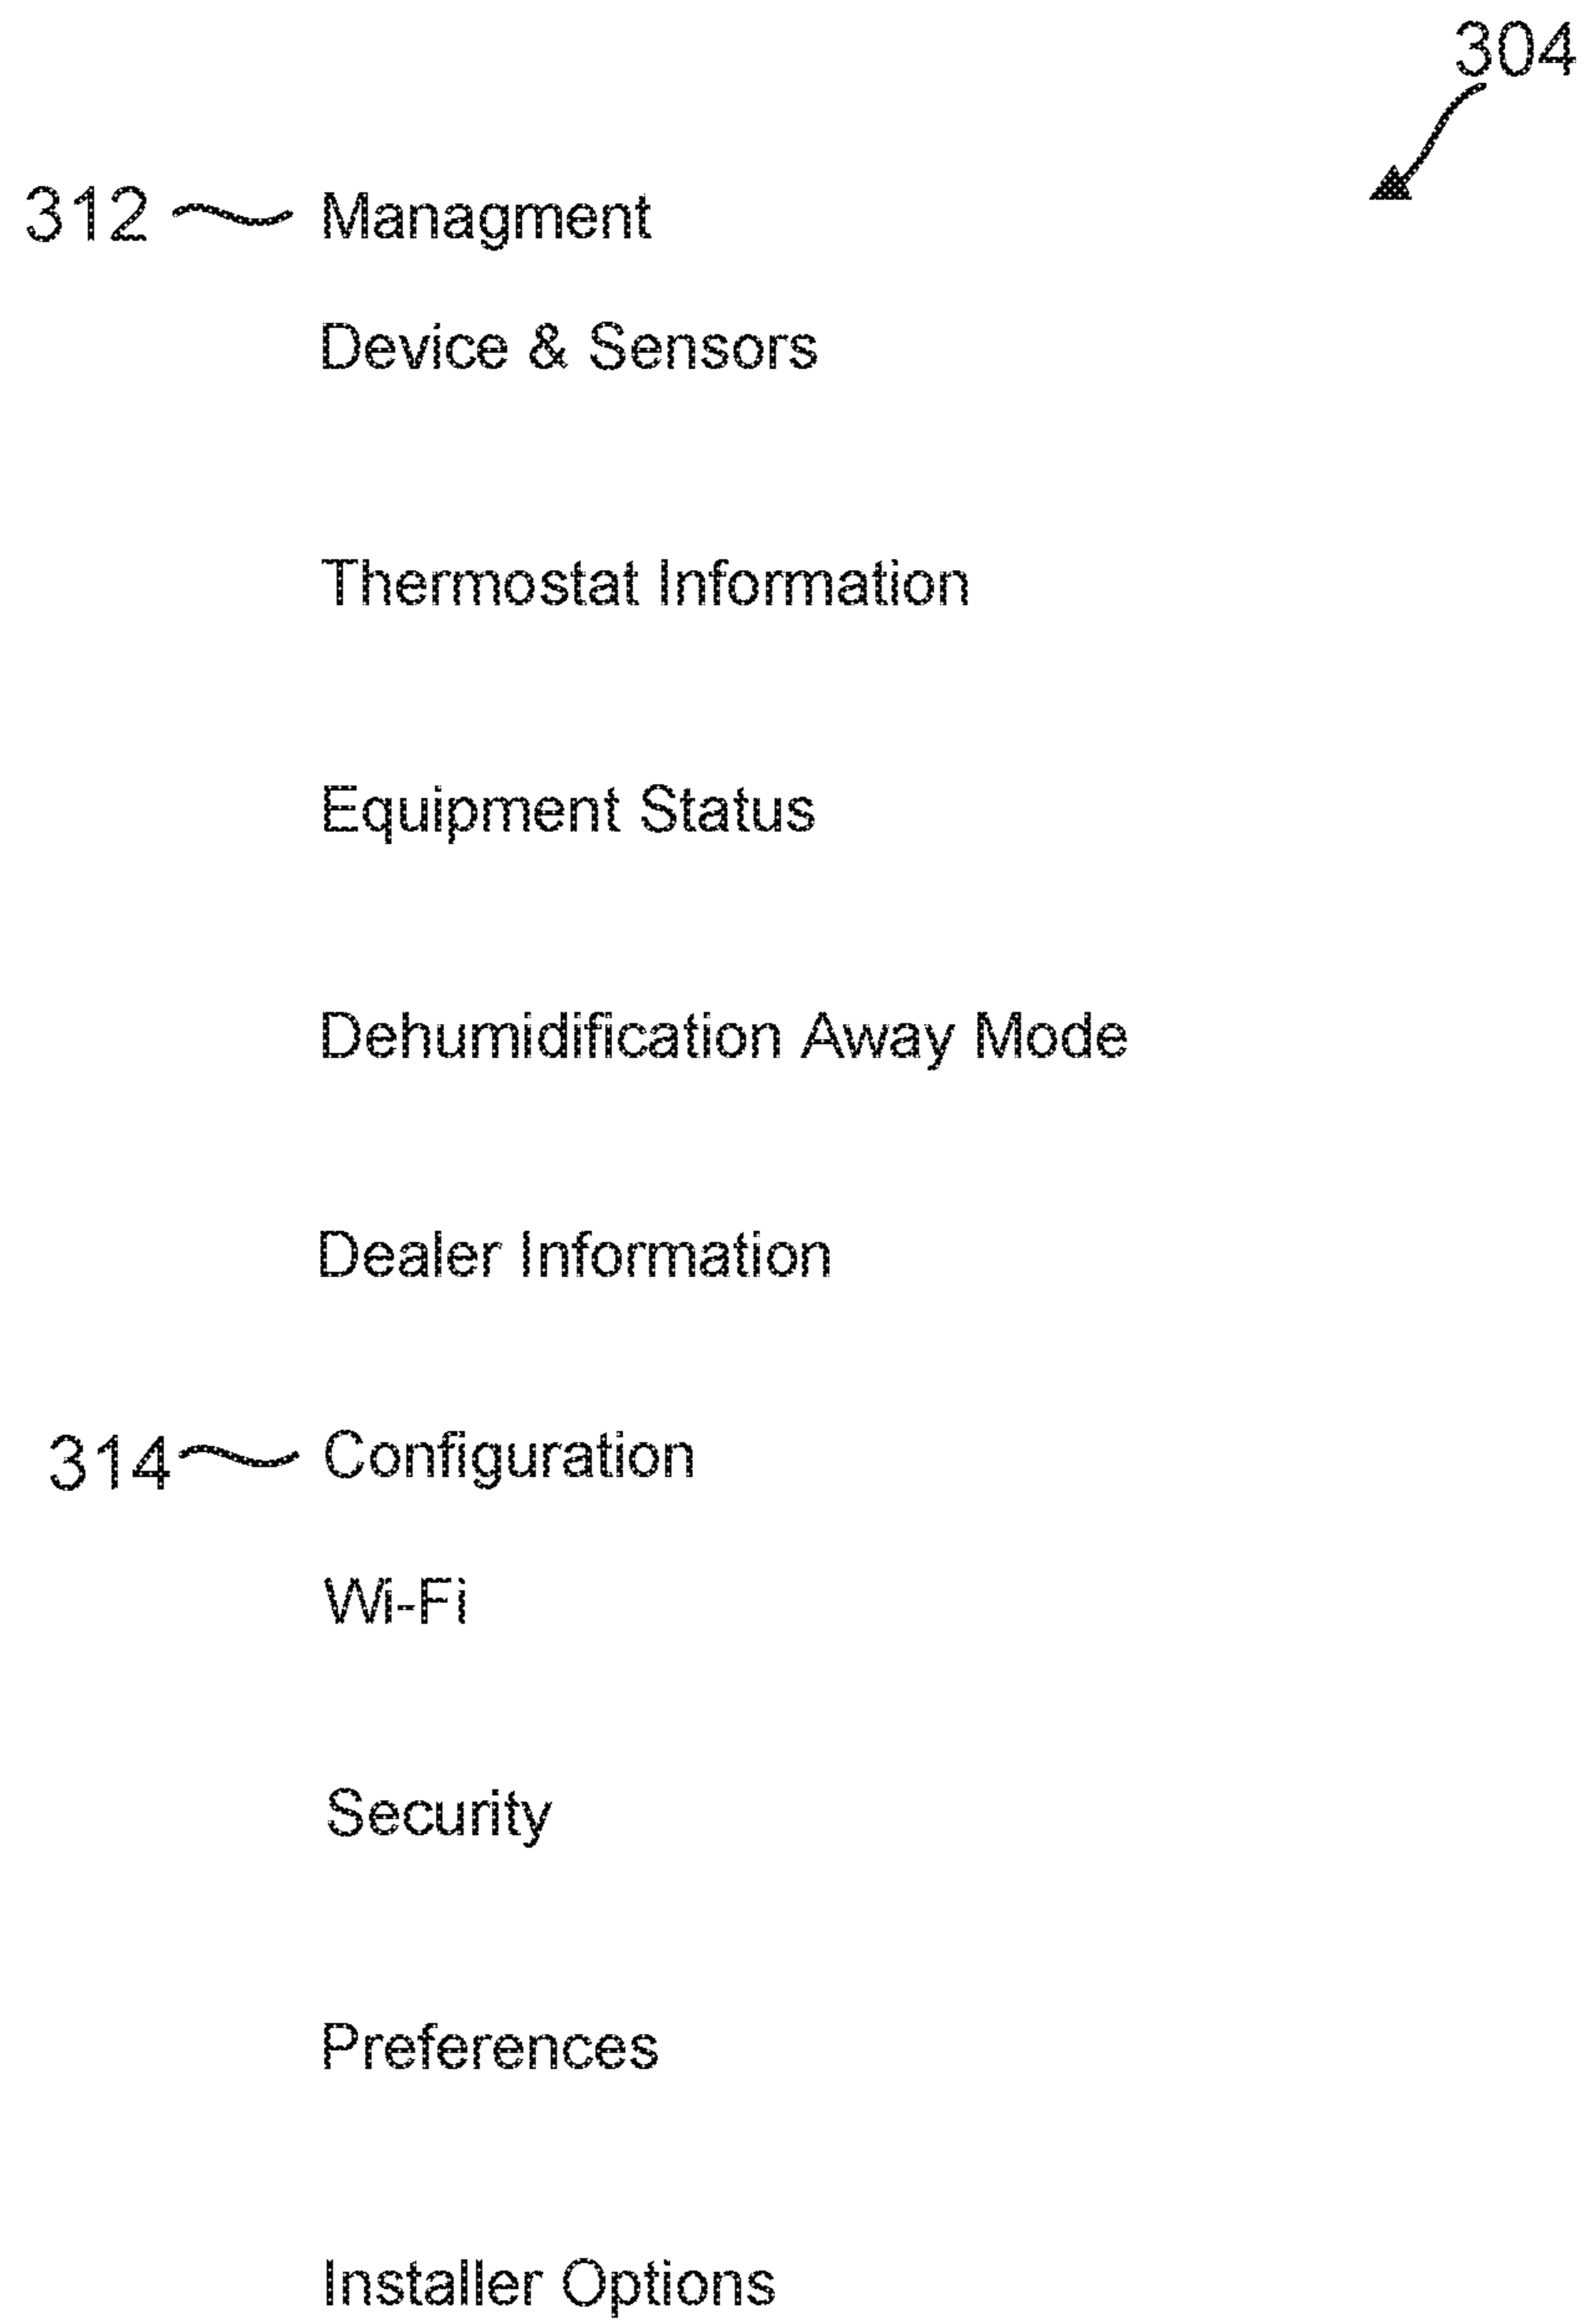 304
312 Managment
Device & Sensors
Thermostat Information
Equipment Status
Dehumidification Away Mode
Dealer Information
314 Configuration
Wi-Fi
Security
Preferences
Installer Options